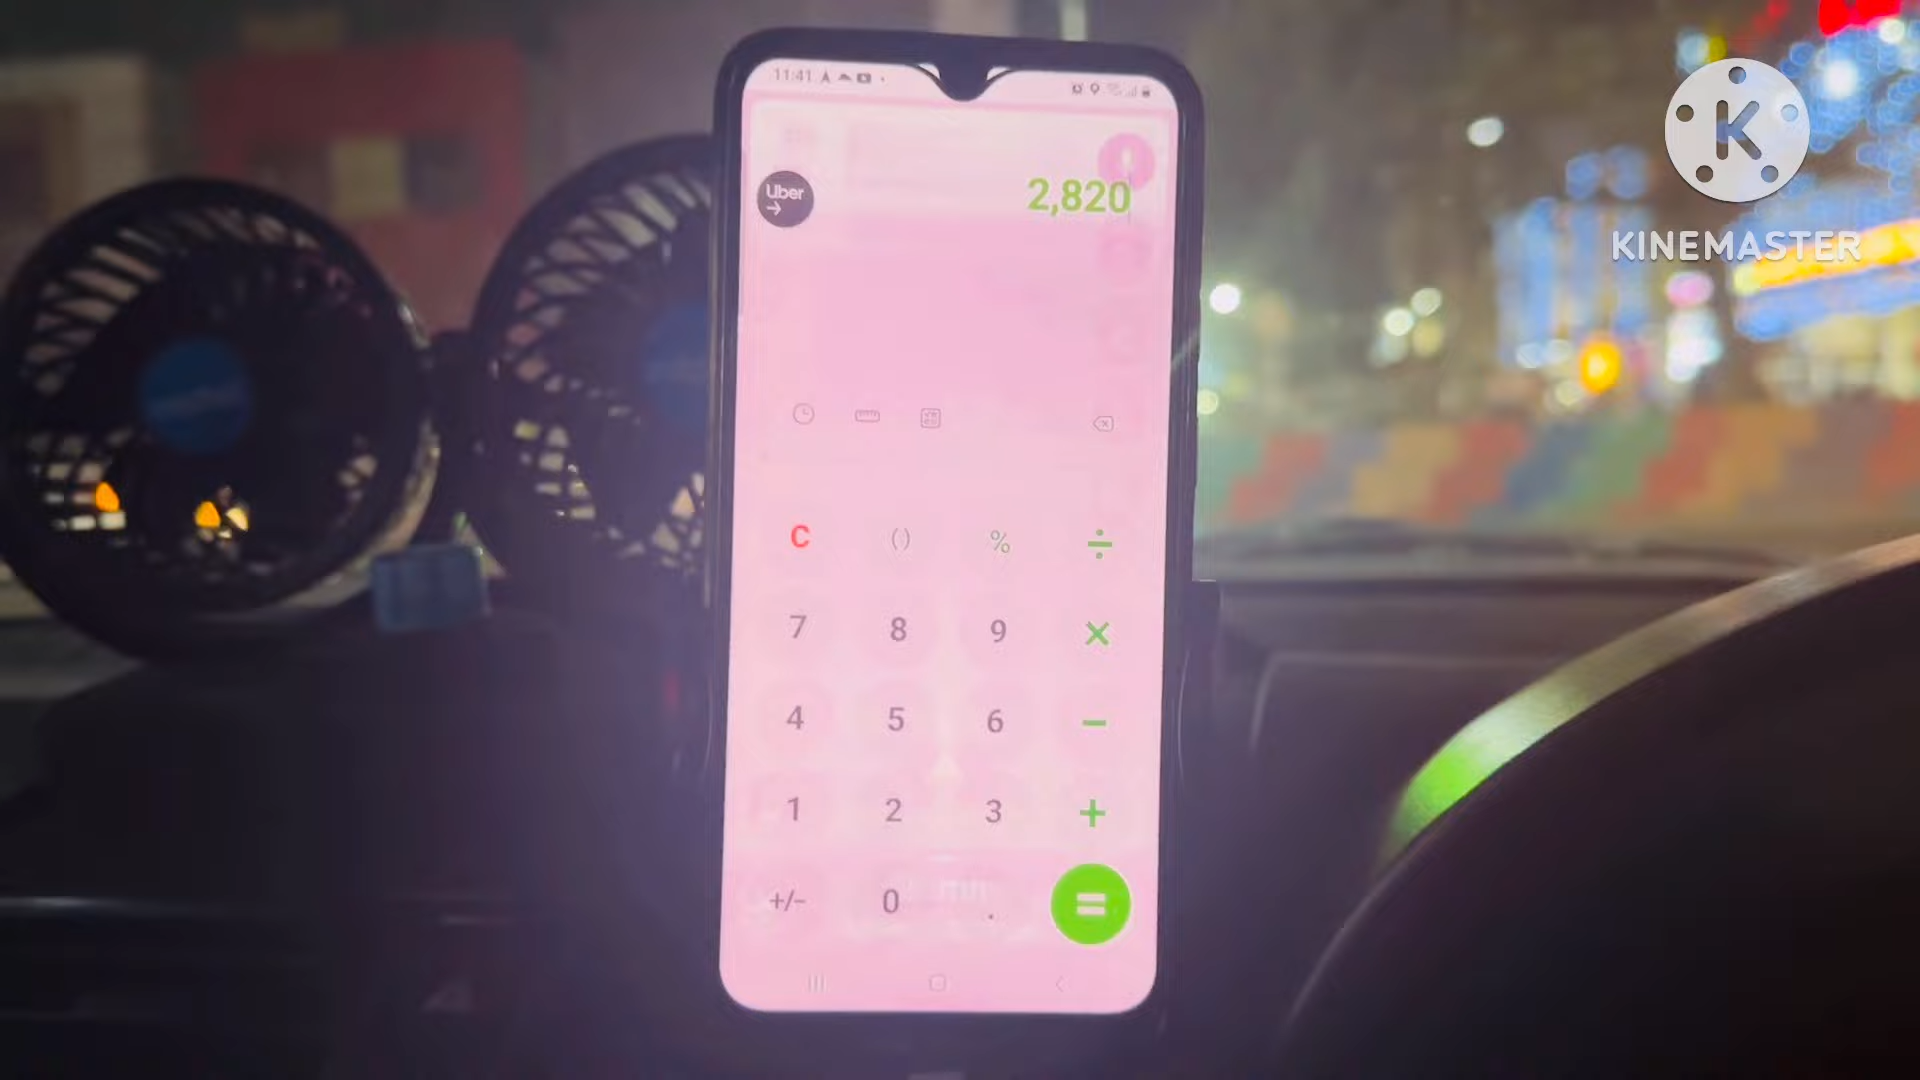 11:41
Uber
2,820
C () % ÷
7 8 9 ×
4 5 6 −
1 2 3 +
+/− 0 . =
K
KINEMASTER